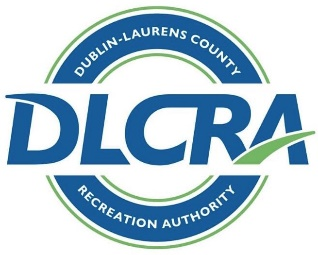 DUBLIN-LAURENS COUNTY
DLCRA
RECREATION AUTHORITY